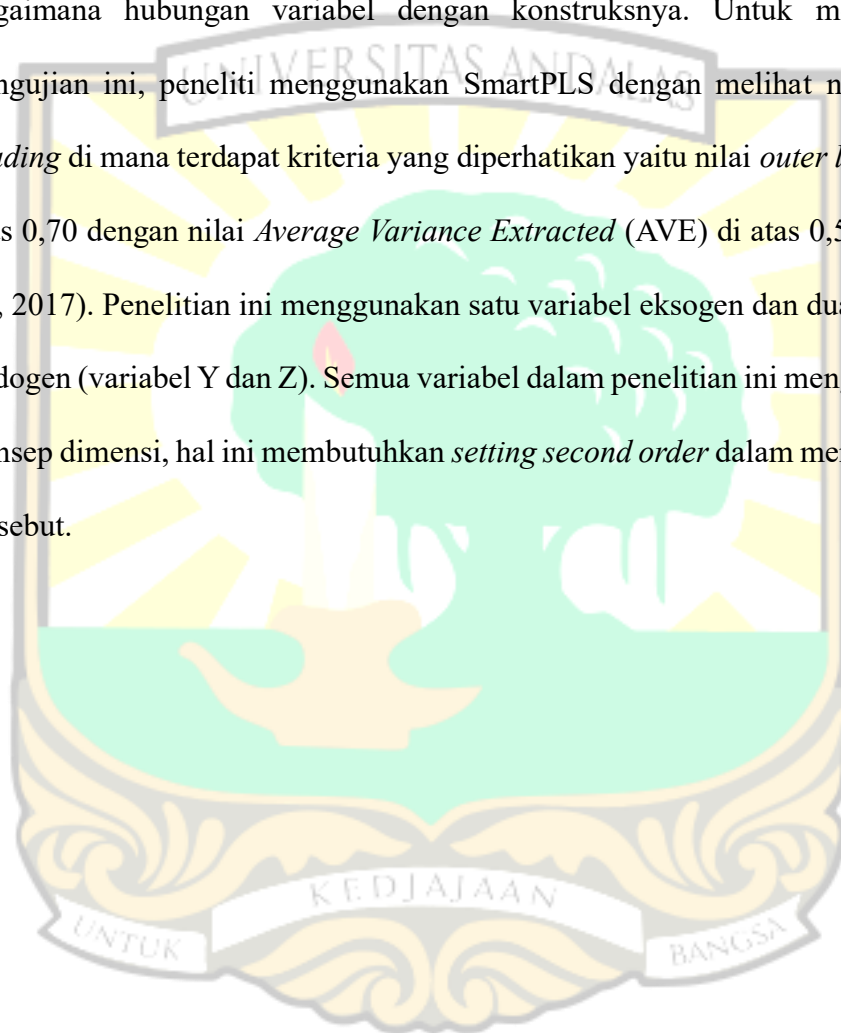 gaimana hubungan variabel dengan konstruksnya. Untuk m
UNIVERSITAS ANDALAS
ngujian ini, peneliti menggunakan SmartPLS dengan melihat n
ading di mana terdapat kriteria yang diperhatikan yaitu nilai outer l
s 0,70 dengan nilai Average Variance Extracted (AVE) di atas 0,5
, 2017). Penelitian ini menggunakan satu variabel eksogen dan dua
dogen (variabel Y dan Z). Semua variabel dalam penelitian ini men
nsep dimensi, hal ini membutuhkan setting second order dalam me
sebut.
KEDJAJAAN
UNTUK BANGSA